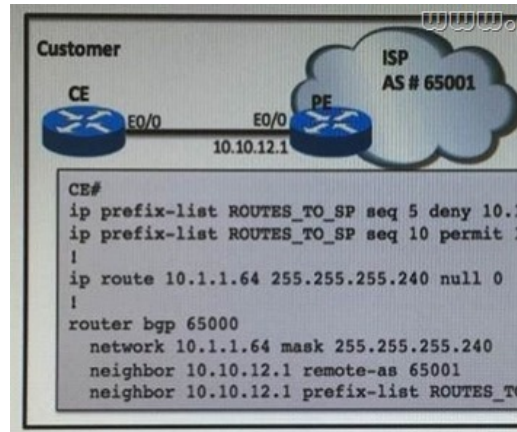 www.
Customer
ISP
AS # 65001
CE
PE
E0/0
E0/0
10.10.12.1
CE#
ip prefix-list ROUTES_TO_SP seq 5 deny
ip prefix-list ROUTES_TO_SP seq 10 permit
!
ip route 10.1.1.64 255.255.255.240 null 0
!
router bgp 65000
network 10.1.1.64 mask 255.255.255.240
neighbor 10.10.12.1 remote-as 65001
neighbor 10.10.12.1 prefix-list